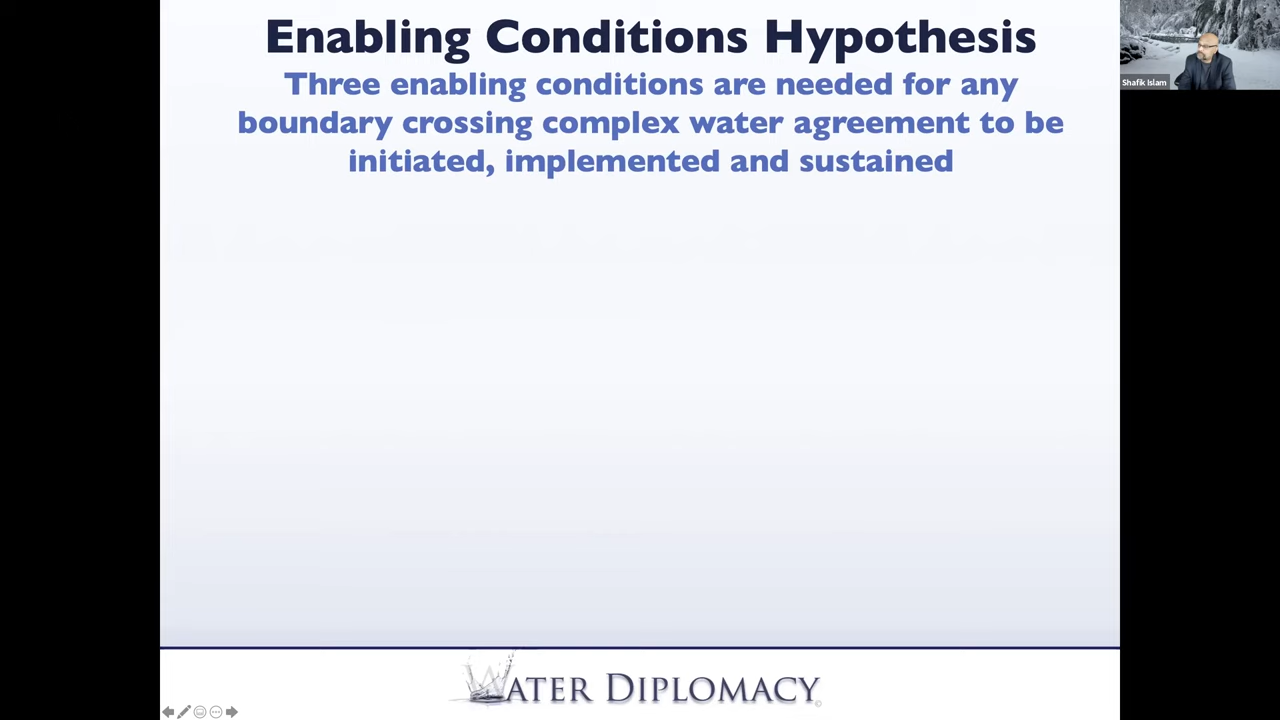 Enabling Conditions Hypothesis
Three enabling conditions are needed for any
boundary crossing complex water agreement to be
initiated, implemented and sustained
Shafik Islam
WATER DIPLOMACY©